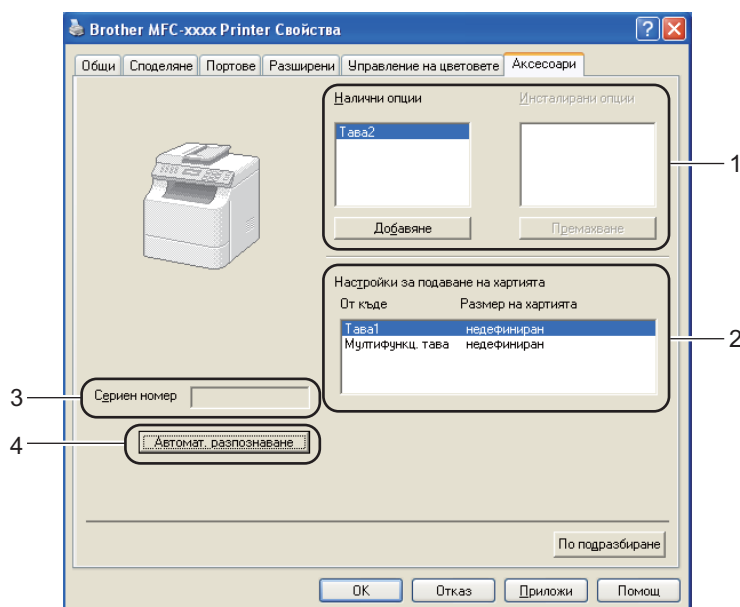 Brother MFC-xxxx Printer Свойства
Общи Споделяне Портове Разширени Управление на цветовете Аксесоари
Налични опции Инсталирани опции
Тава2
1
Добавяне Премахване
Настройки за подаване на хартията
От къде Размер на хартията
Тава1 недефиниран
Мултифункц. тава недефиниран
2
3 Сериен номер
4 Автомат. разпознаване
По подразбиране
OK Отказ Приложи Помощ